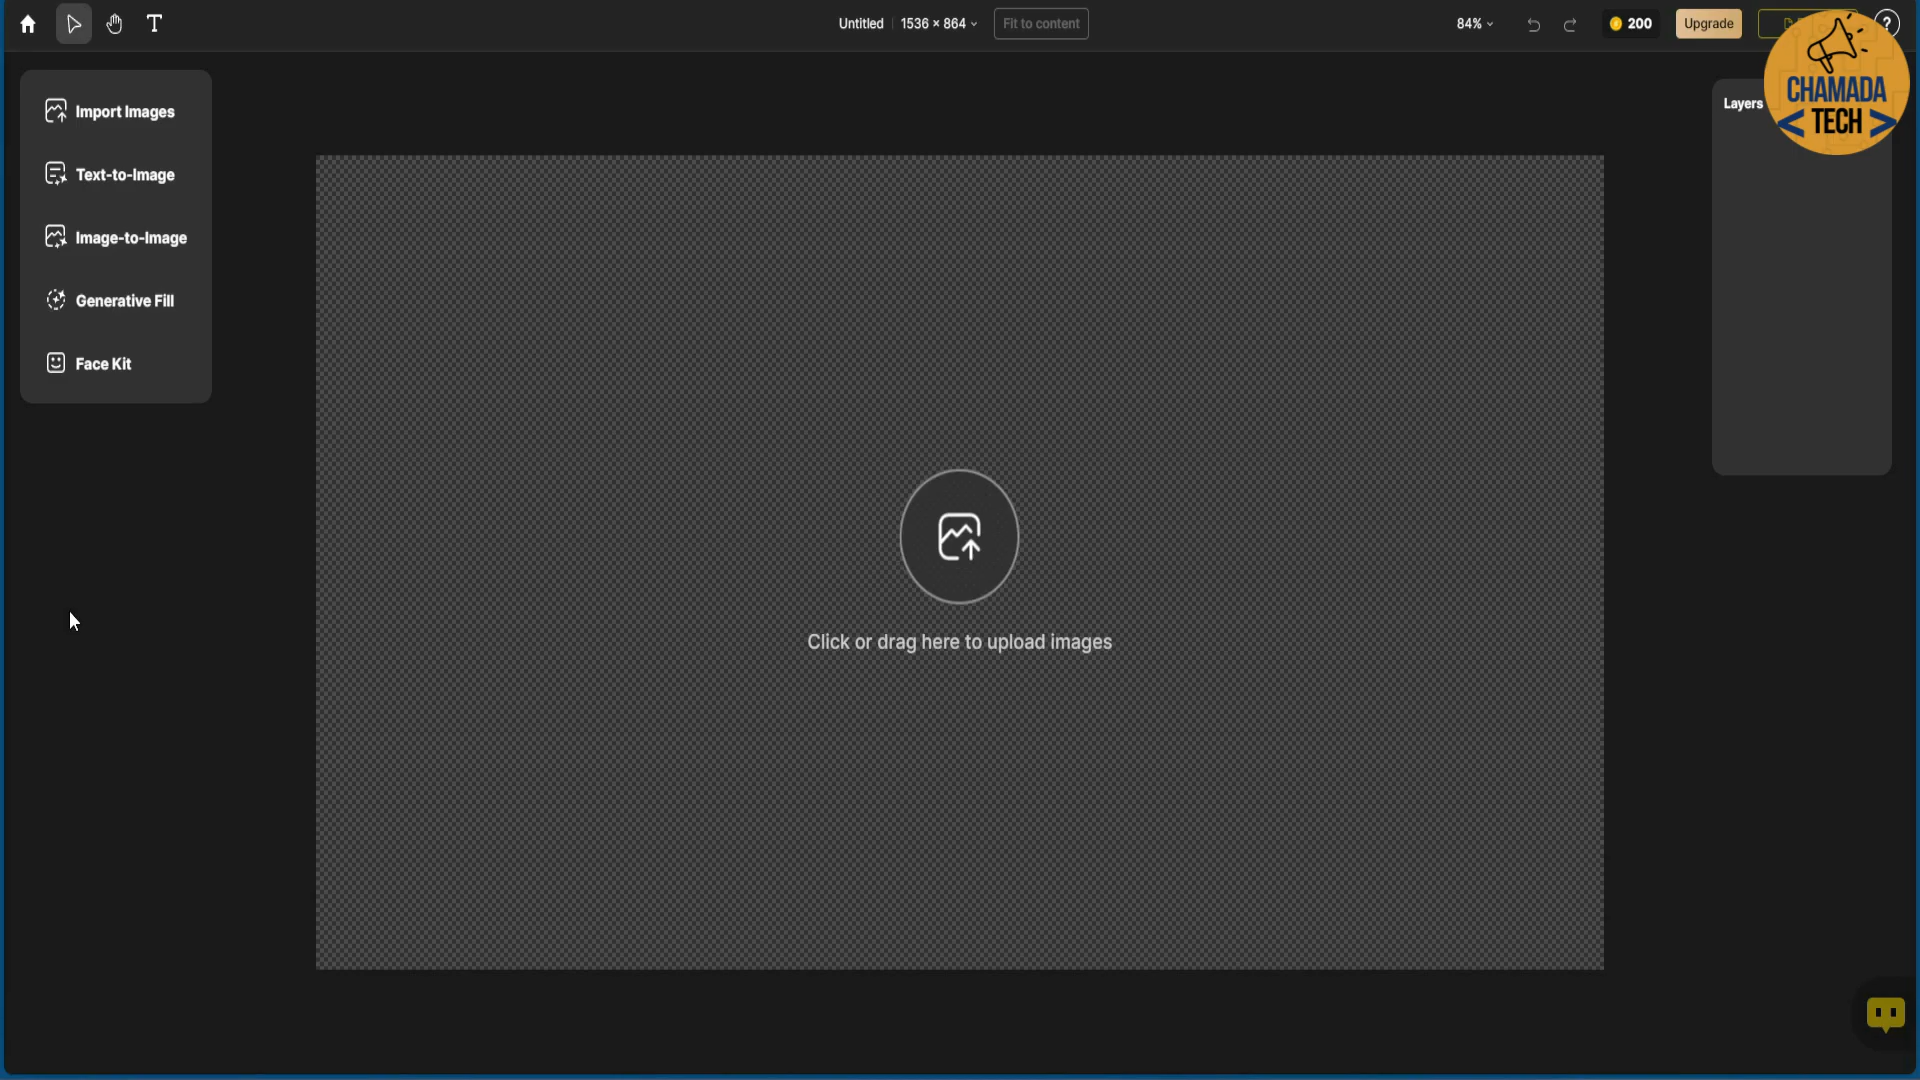 Untitled
1536 × 864
Fit to content
84%
200
Upgrade
?
Import Images
Text-to-Image
Image-to-Image
Generative Fill
Face Kit
Layers
CHAMADA
< TECH >
Click or drag here to upload images